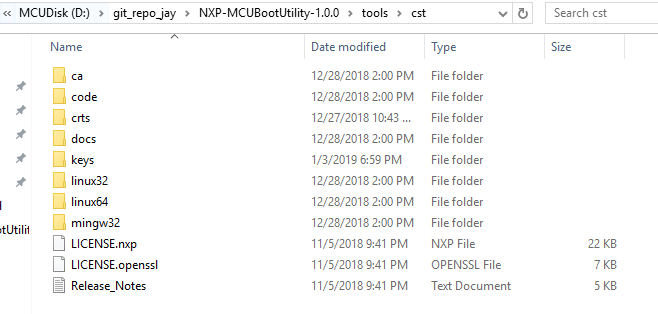 « MCUDisk (D:) > git_repo_jay > NXP-MCUBootUtility-1.0.0 > tools > cst Search cst
Name Date modified Type Size
ca 12/28/2018 2:00 PM File folder
code 12/28/2018 2:00 PM File folder
crts 12/27/2018 10:43 ... File folder
docs 12/28/2018 2:00 PM File folder
keys 1/3/2019 6:59 PM File folder
linux32 12/28/2018 2:00 PM File folder
linux64 12/28/2018 2:00 PM File folder
mingw32 12/28/2018 2:00 PM File folder
LICENSE.nxp 11/5/2018 9:41 PM NXP File 22 KB
LICENSE.openssl 11/5/2018 9:41 PM OPENSSL File 7 KB
Release_Notes 11/5/2018 9:41 PM Text Document 5 KB